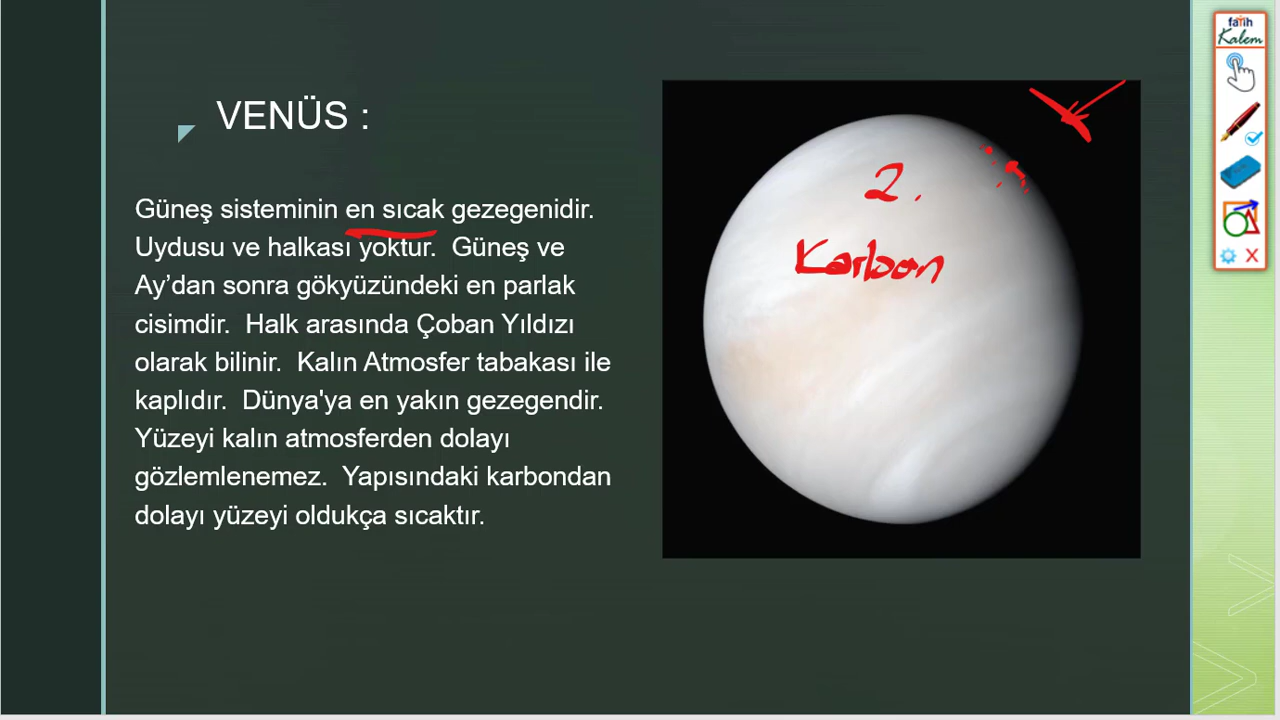 VENÜS :
Güneş sisteminin en sıcak gezegenidir.
Uydusu ve halkası yoktur.  Güneş ve
Ay’dan sonra gökyüzündeki en parlak
cisimdir.  Halk arasında Çoban Yıldızı
olarak bilinir.  Kalın Atmosfer tabakası ile
kaplıdır.  Dünya'ya en yakın gezegendir.
Yüzeyi kalın atmosferden dolayı
gözlemlenemez.  Yapısındaki karbondan
dolayı yüzeyi oldukça sıcaktır.
2.
Karbon
fatih
Kalem